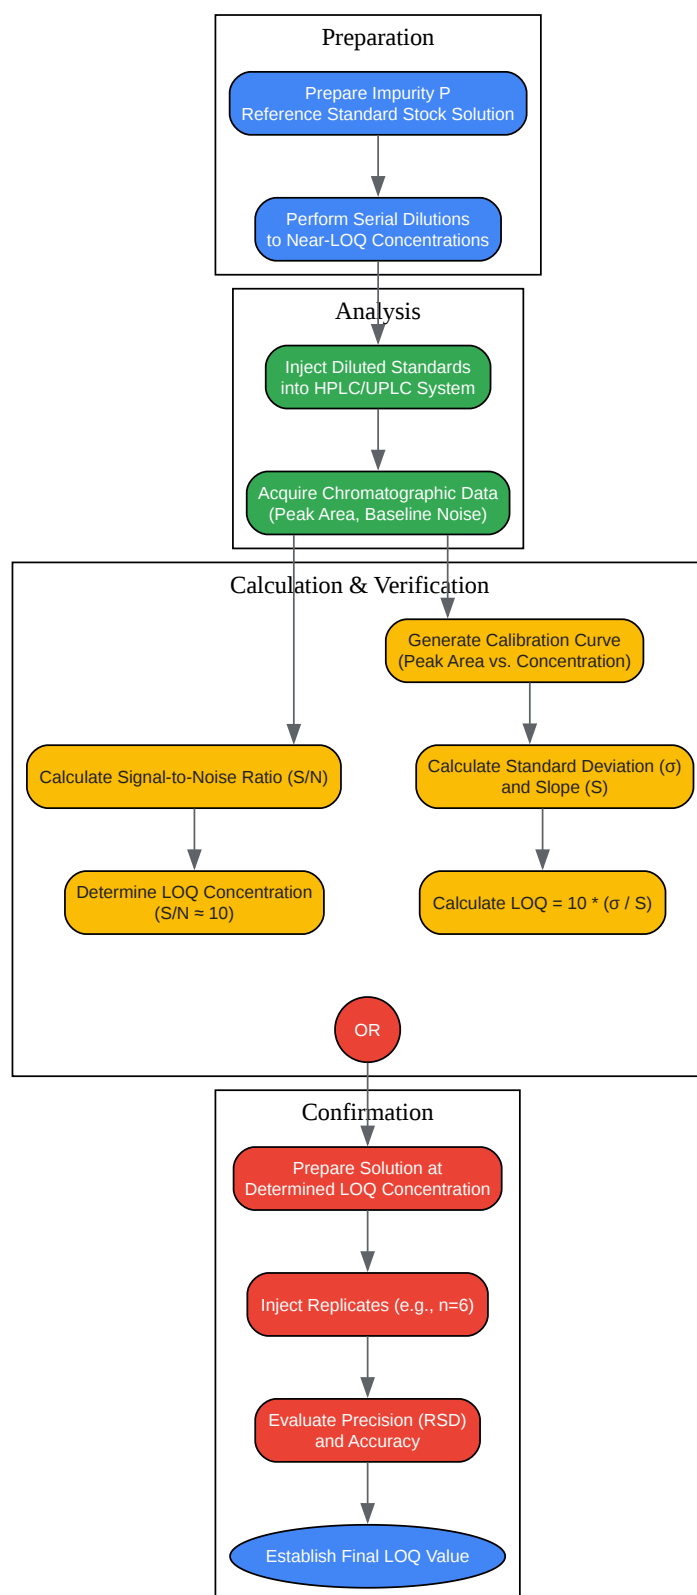 Preparation
Prepare Impurity P
Reference Standard Stock Solution
Perform Serial Dilutions
to Near-LOQ Concentrations
Analysis
Inject Diluted Standards
into HPLC/UPLC System
Acquire Chromatographic Data
(Peak Area, Baseline Noise)
Calculation & Verification
Generate Calibration Curve
(Peak Area vs. Concentration)
Calculate Signal-to-Noise Ratio (S/N)
Calculate Standard Deviation (σ)
and Slope (S)
Determine LOQ Concentration
(S/N ≈ 10)
Calculate LOQ = 10 * (σ / S)
OR
Confirmation
Prepare Solution at
Determined LOQ Concentration
Inject Replicates (e.g., n=6)
Evaluate Precision (RSD)
and Accuracy
Establish Final LOQ Value